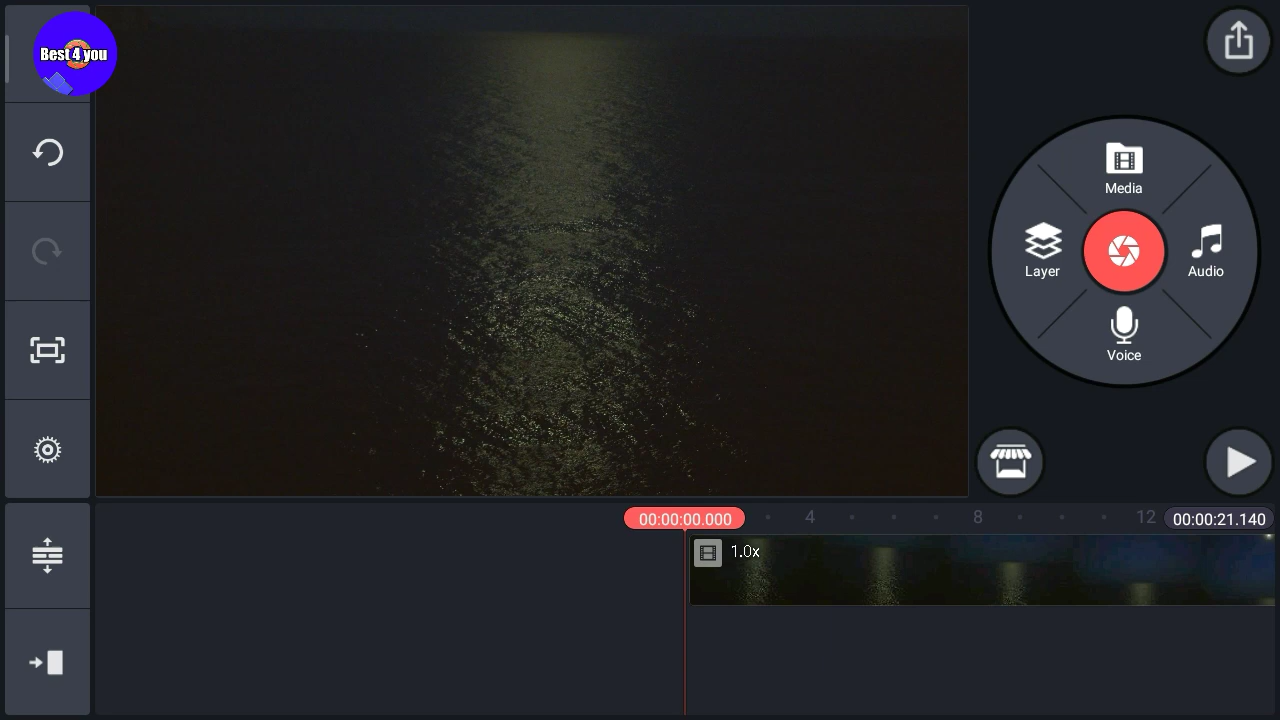 Best 4 you
Media
Layer
Audio
Voice
00:00:00.000
4
8
12
00:00:21.140
1.0x